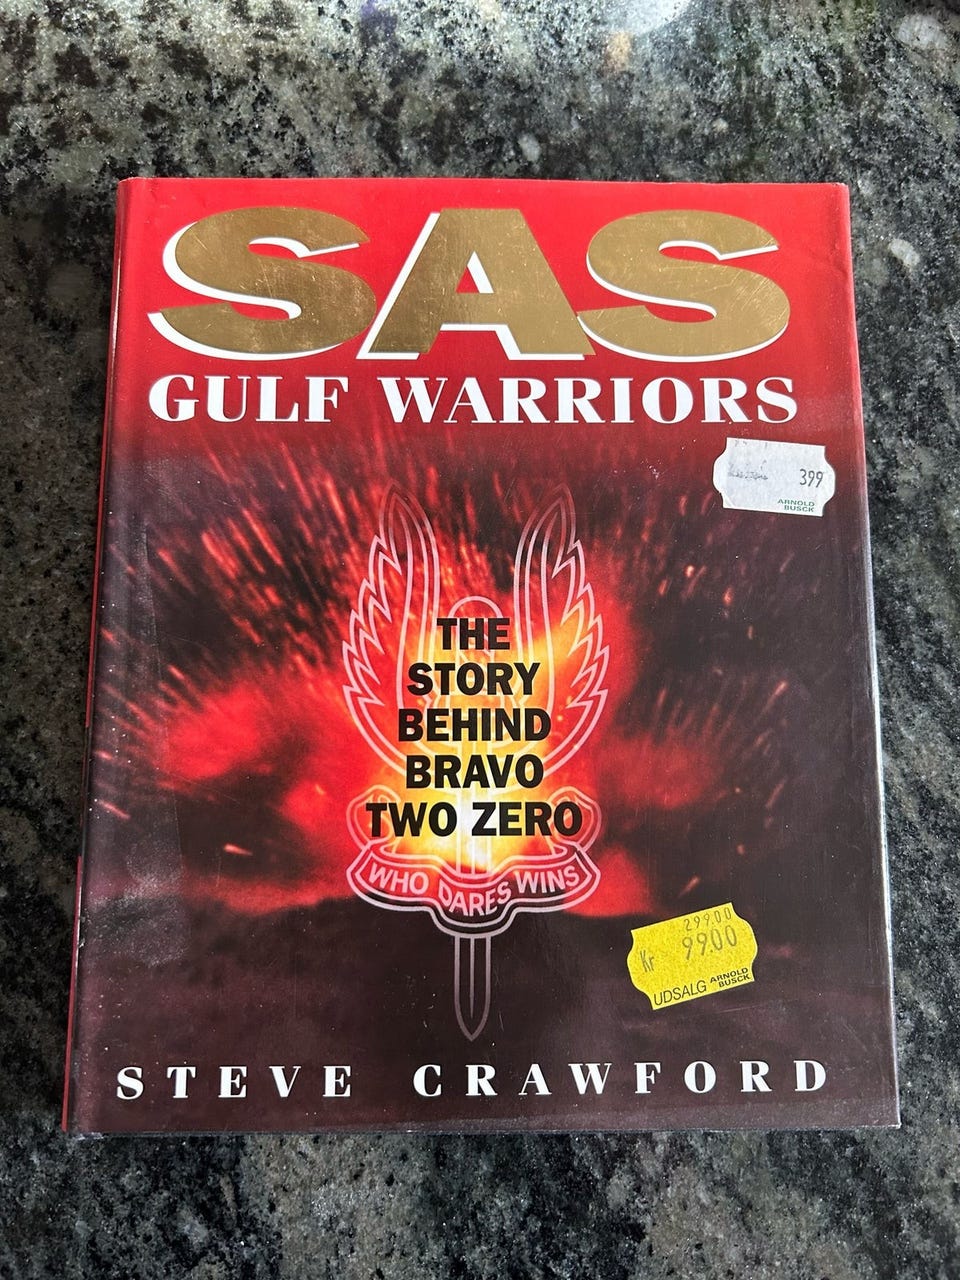 SAS
GULF WARRIORS
399
ARNOLD
BUSCK
THE
STORY
BEHIND
BRAVO
TWO ZERO
WHO DARES WINS
299.00
Kr 99.00
UDSALG ARNOLD
BUSCK
STEVE CRAWFORD